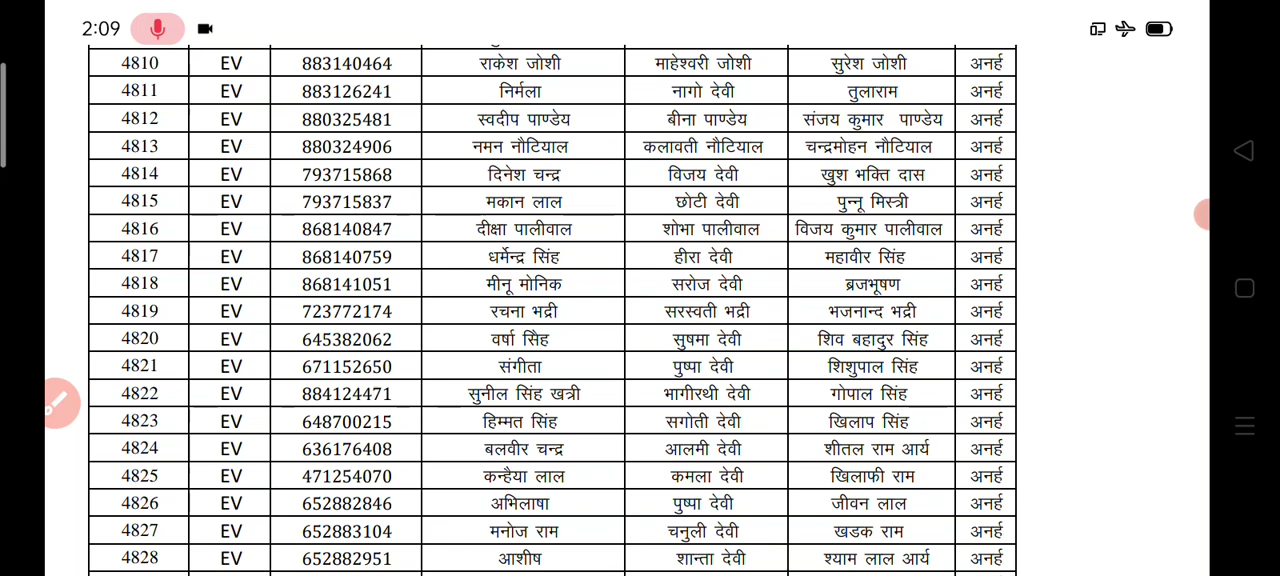 2:09
4810 EV 883140464 राकेश जोशी माहेश्वरी जोशी सुरेश जोशी अनर्ह
4811 EV 883126241 निर्मला नागो देवी तुलाराम अनर्ह
4812 EV 880325481 स्वदीप पाण्डेय बीना पाण्डेय संजय कुमार पाण्डेय अनर्ह
4813 EV 880324906 नमन नौटियाल कलावती नौटियाल चन्द्रमोहन नौटियाल अनर्ह
4814 EV 793715868 दिनेश चन्द्र विजय देवी खुश भक्ति दास अनर्ह
4815 EV 793715837 मकान लाल छोटी देवी पुन्नू मिस्त्री अनर्ह
4816 EV 868140847 दीक्षा पालीवाल शोभा पालीवाल विजय कुमार पालीवाल अनर्ह
4817 EV 868140759 धर्मेन्द्र सिंह हीरा देवी महावीर सिंह अनर्ह
4818 EV 868141051 मीनू मोनिक सरोज देवी ब्रजभूषण अनर्ह
4819 EV 723772174 रचना भद्री सरस्वती भद्री भजनान्द भद्री अनर्ह
4820 EV 645382062 वर्षा सिेह सुषमा देवी शिव बहादुर सिंह अनर्ह
4821 EV 671152650 संगीता पुष्पा देवी शिशुपाल सिंह अनर्ह
4822 EV 884124471 सुनील सिंह खत्री भागीरथी देवी गोपाल सिंह अनर्ह
4823 EV 648700215 हिम्मत सिंह सगोती देवी खिलाप सिंह अनर्ह
4824 EV 636176408 बलवीर चन्द्र आलमी देवी शीतल राम आर्य अनर्ह
4825 EV 471254070 कन्हैया लाल कमला देवी खिलाफी राम अनर्ह
4826 EV 652882846 अभिलाषा पुष्पा देवी जीवन लाल अनर्ह
4827 EV 652883104 मनोज राम चनुली देवी खडक राम अनर्ह
4828 EV 652882951 आशीष शान्ता देवी श्याम लाल आर्य अनर्ह